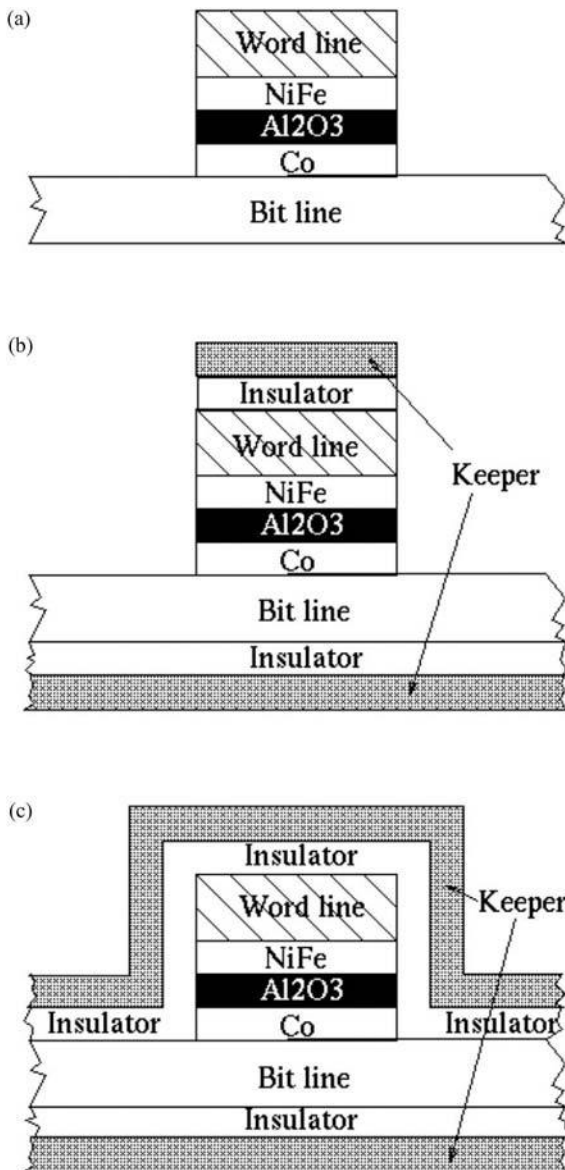 (a)
Word line
NiFe
Al2O3
Co
Bit line
(b)
Insulator
Word line
Keeper
NiFe
Al2O3
Co
Bit line
Insulator
(c)
Insulator
Word line
Keeper
NiFe
Al2O3
Insulator Co Insulator
Bit line
Insulator